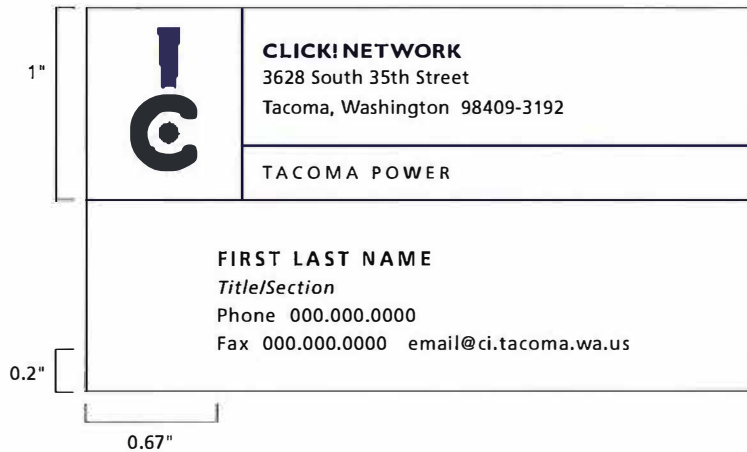 1"
CLICK! NETWORK
3628 South 35th Street
Tacoma, Washington 98409-3192
TACOMA POWER
FIRST LAST NAME
Title/Section
Phone 000.000.0000
Fax 000.000.0000 email@ci.tacoma.wa.us
0.2"
0.67"